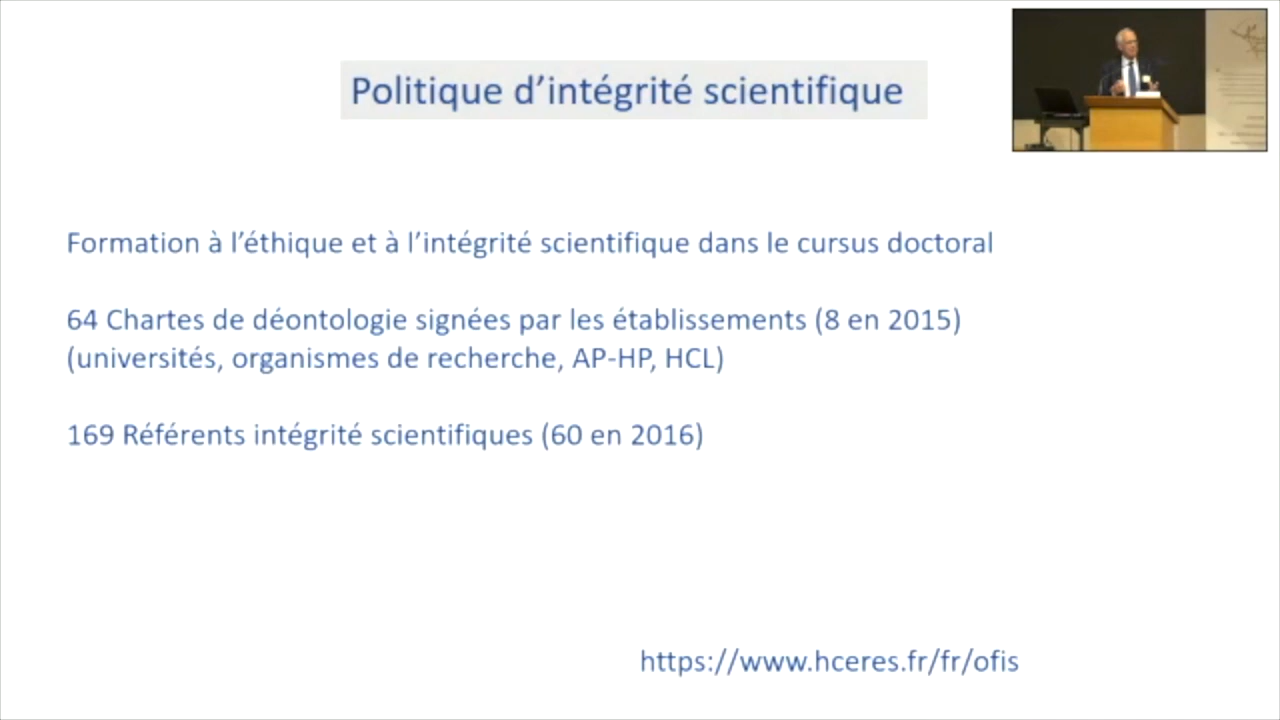 Politique d’intégrité scientifique
Formation à l’éthique et à l’intégrité scientifique dans le cursus doctoral
64 Chartes de déontologie signées par les établissements (8 en 2015)
(universités, organismes de recherche, AP-HP, HCL)
169 Référents intégrité scientifiques (60 en 2016)
https://www.hceres.fr/fr/ofis